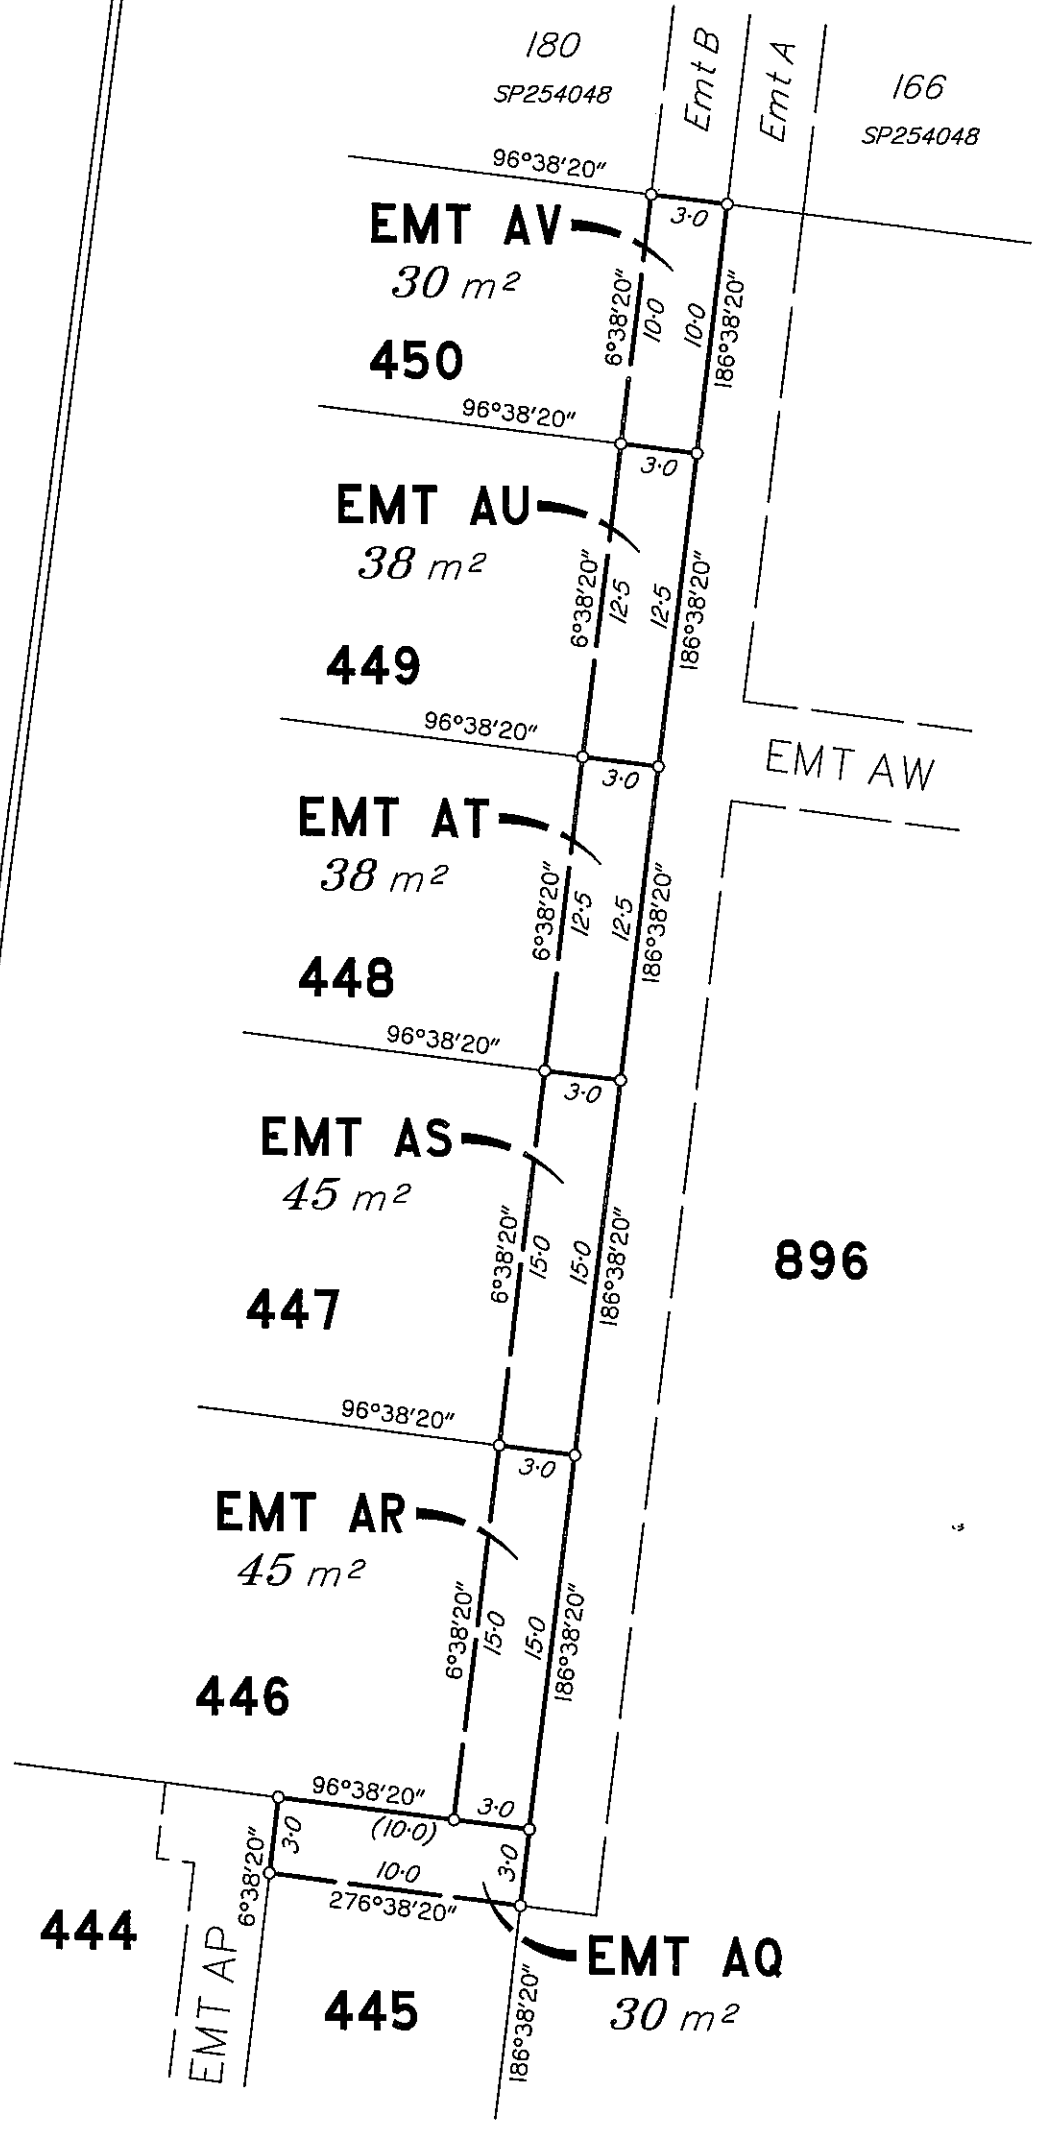 180
SP254048
Emt B
Emt A
166
SP254048
96°38'20"
3·0
EMT AV
30 m²
6°38'20"
10·0
10·0
186°38'20"
450
96°38'20"
3·0
EMT AU
38 m²
6°38'20"
12·5
12·5
186°38'20"
449
96°38'20"
3·0
EMT AW
EMT AT
38 m²
6°38'20"
12·5
12·5
186°38'20"
448
96°38'20"
3·0
EMT AS
45 m²
6°38'20"
15·0
15·0
186°38'20"
896
447
96°38'20"
3·0
EMT AR
45 m²
6°38'20"
15·0
15·0
186°38'20"
446
96°38'20"
3·0
(10·0)
3·0
3·0
10·0
6°38'20"
276°38'20"
444
EMT AP
445
EMT AQ
30 m²
186°38'20"